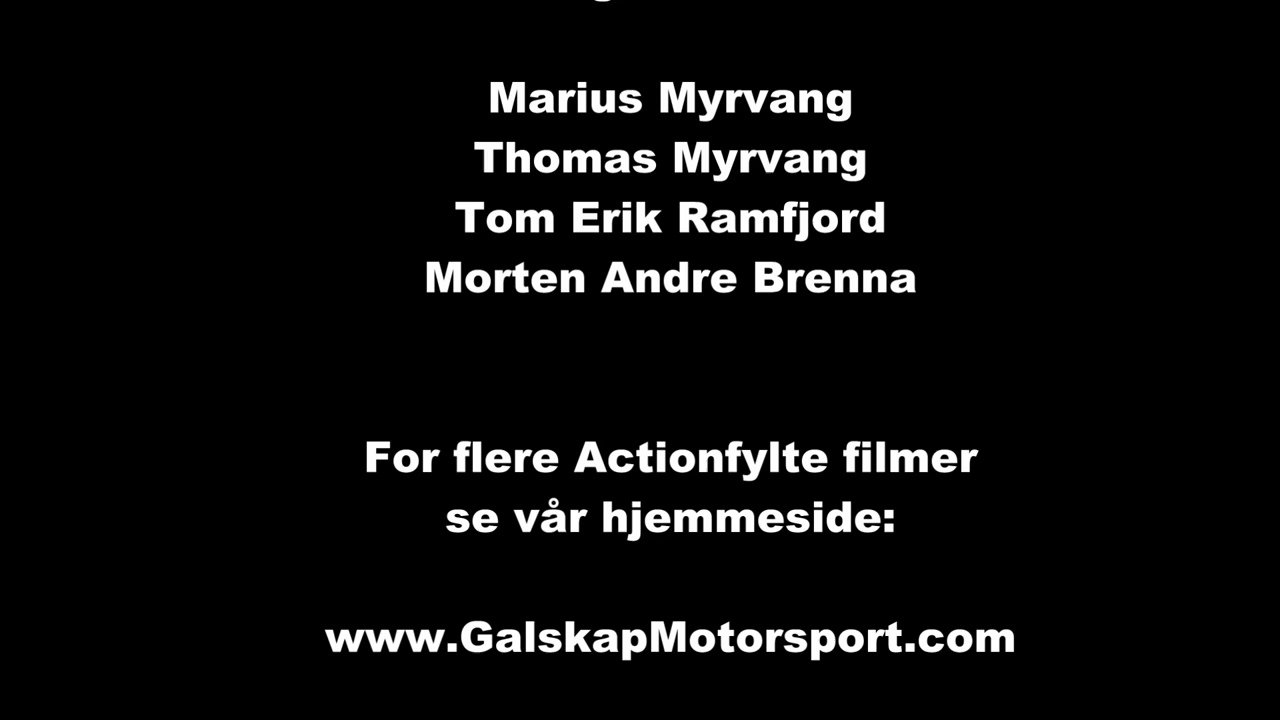 Marius Myrvang
Thomas Myrvang
Tom Erik Ramfjord
Morten Andre Brenna
For flere Actionfylte filmer
se vår hjemmeside:
www.GalskapMotorsport.com